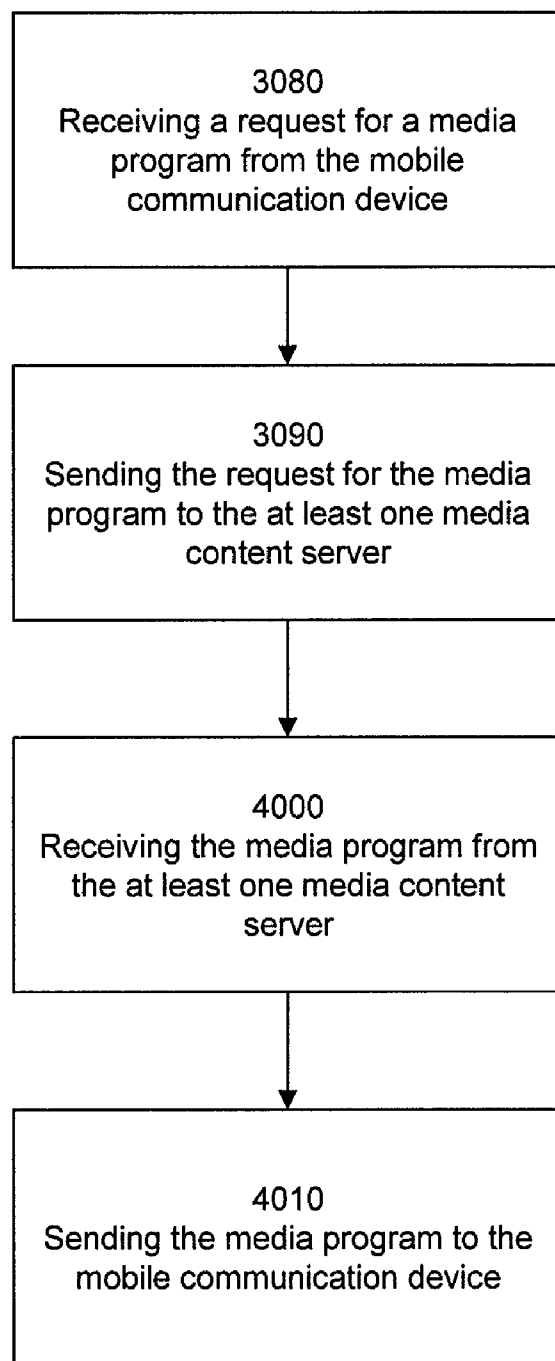 3080
Receiving a request for a media
program from the mobile
communication device
3090
Sending the request for the media
program to the at least one media
content server
4000
Receiving the media program from
the at least one media content
server
4010
Sending the media program to the
mobile communication device